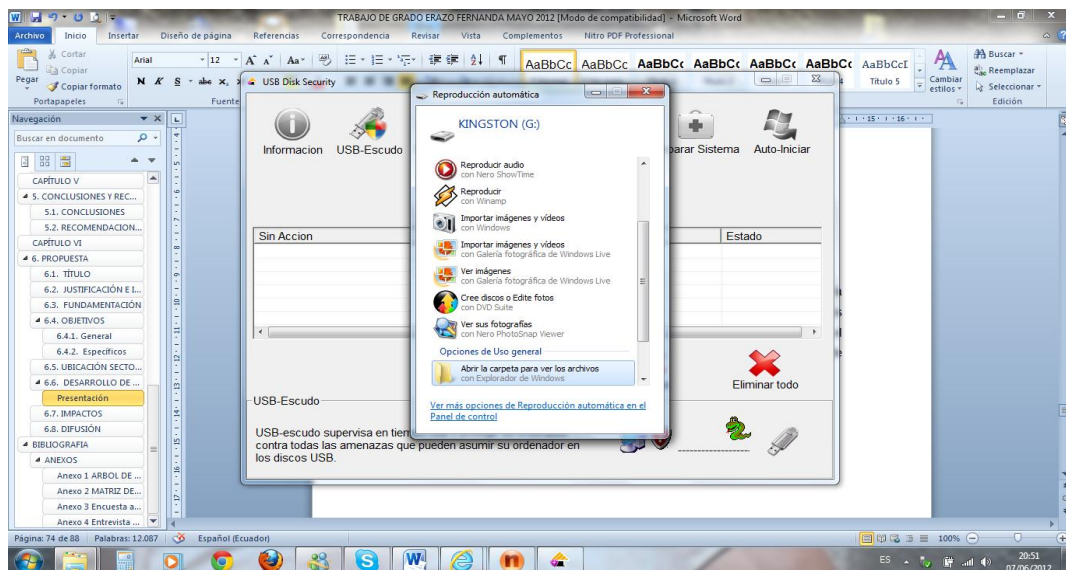 TRABAJO DE GRADO ERAZO FERNANDA MAYO 2012 [Modo de compatibilidad] - Microsoft Word
Archivo Inicio Insertar Diseño de página Referencias Correspondencia Revisar Vista Complementos Nitro PDF Professional
Cortar
Copiar
Pegar
Copiar formato
Portapapeles
Arial 12
N K S abc
Fuente
AaBbCc AaBbCc AaBbCc AaBbCc AaBbCc AaBbCc AaBbCcI
Título 5
Cambiar estilos
Buscar
Reemplazar
Seleccionar
Edición
Navegación
Buscar en documento
CAPÍTULO V
5. CONCLUSIONES Y REC...
5.1. CONCLUSIONES
5.2. RECOMENDACION...
CAPÍTULO VI
6. PROPUESTA
6.1. TÍTULO
6.2. JUSTIFICACIÓN E I...
6.3. FUNDAMENTACIÓN
6.4. OBJETIVOS
6.4.1. General
6.4.2. Específicos
6.5. UBICACIÓN SECTO...
6.6. DESARROLLO DE ...
Presentación
6.7. IMPACTOS
6.8. DIFUSIÓN
BIBLIOGRAFIA
ANEXOS
Anexo 1 ARBOL DE ...
Anexo 2 MATRIZ DE...
Anexo 3 Encuesta a...
Anexo 4 Entrevista ...
USB Disk Security
Informacion USB-Escudo
parar Sistema Auto-Iniciar
Sin Accion
Estado
Eliminar todo
USB-Escudo
USB-escudo supervisa en tiem
contra todas las amenazas que pueden asumir su ordenador en
los discos USB.
Reproducción automática
KINGSTON (G:)
Reproducir audio
con Nero ShowTime
Reproducir
con Winamp
Importar imágenes y vídeos
con Windows
Importar imágenes y vídeos
con Galería fotográfica de Windows Live
Ver imágenes
con Galería fotográfica de Windows Live
Cree discos o Edite fotos
con DVD Suite
Ver sus fotografías
con Nero PhotoSnap Viewer
Opciones de Uso general
Abrir la carpeta para ver los archivos
con Explorador de Windows
Ver más opciones de Reproducción automática en el
Panel de control
Página: 74 de 88 Palabras: 12.087 Español (Ecuador)
100%
ES
20:51
07/06/2012